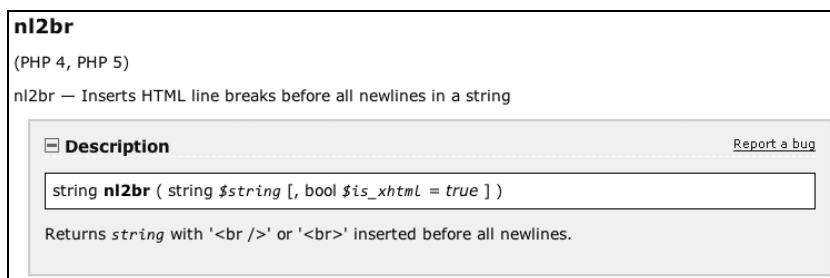 nl2br
(PHP 4, PHP 5)
nl2br — Inserts HTML line breaks before all newlines in a string
Description
Report a bug
string nl2br ( string $string [, bool $is_xhtml = true ] )
Returns string with '<br />' or '<br>' inserted before all newlines.